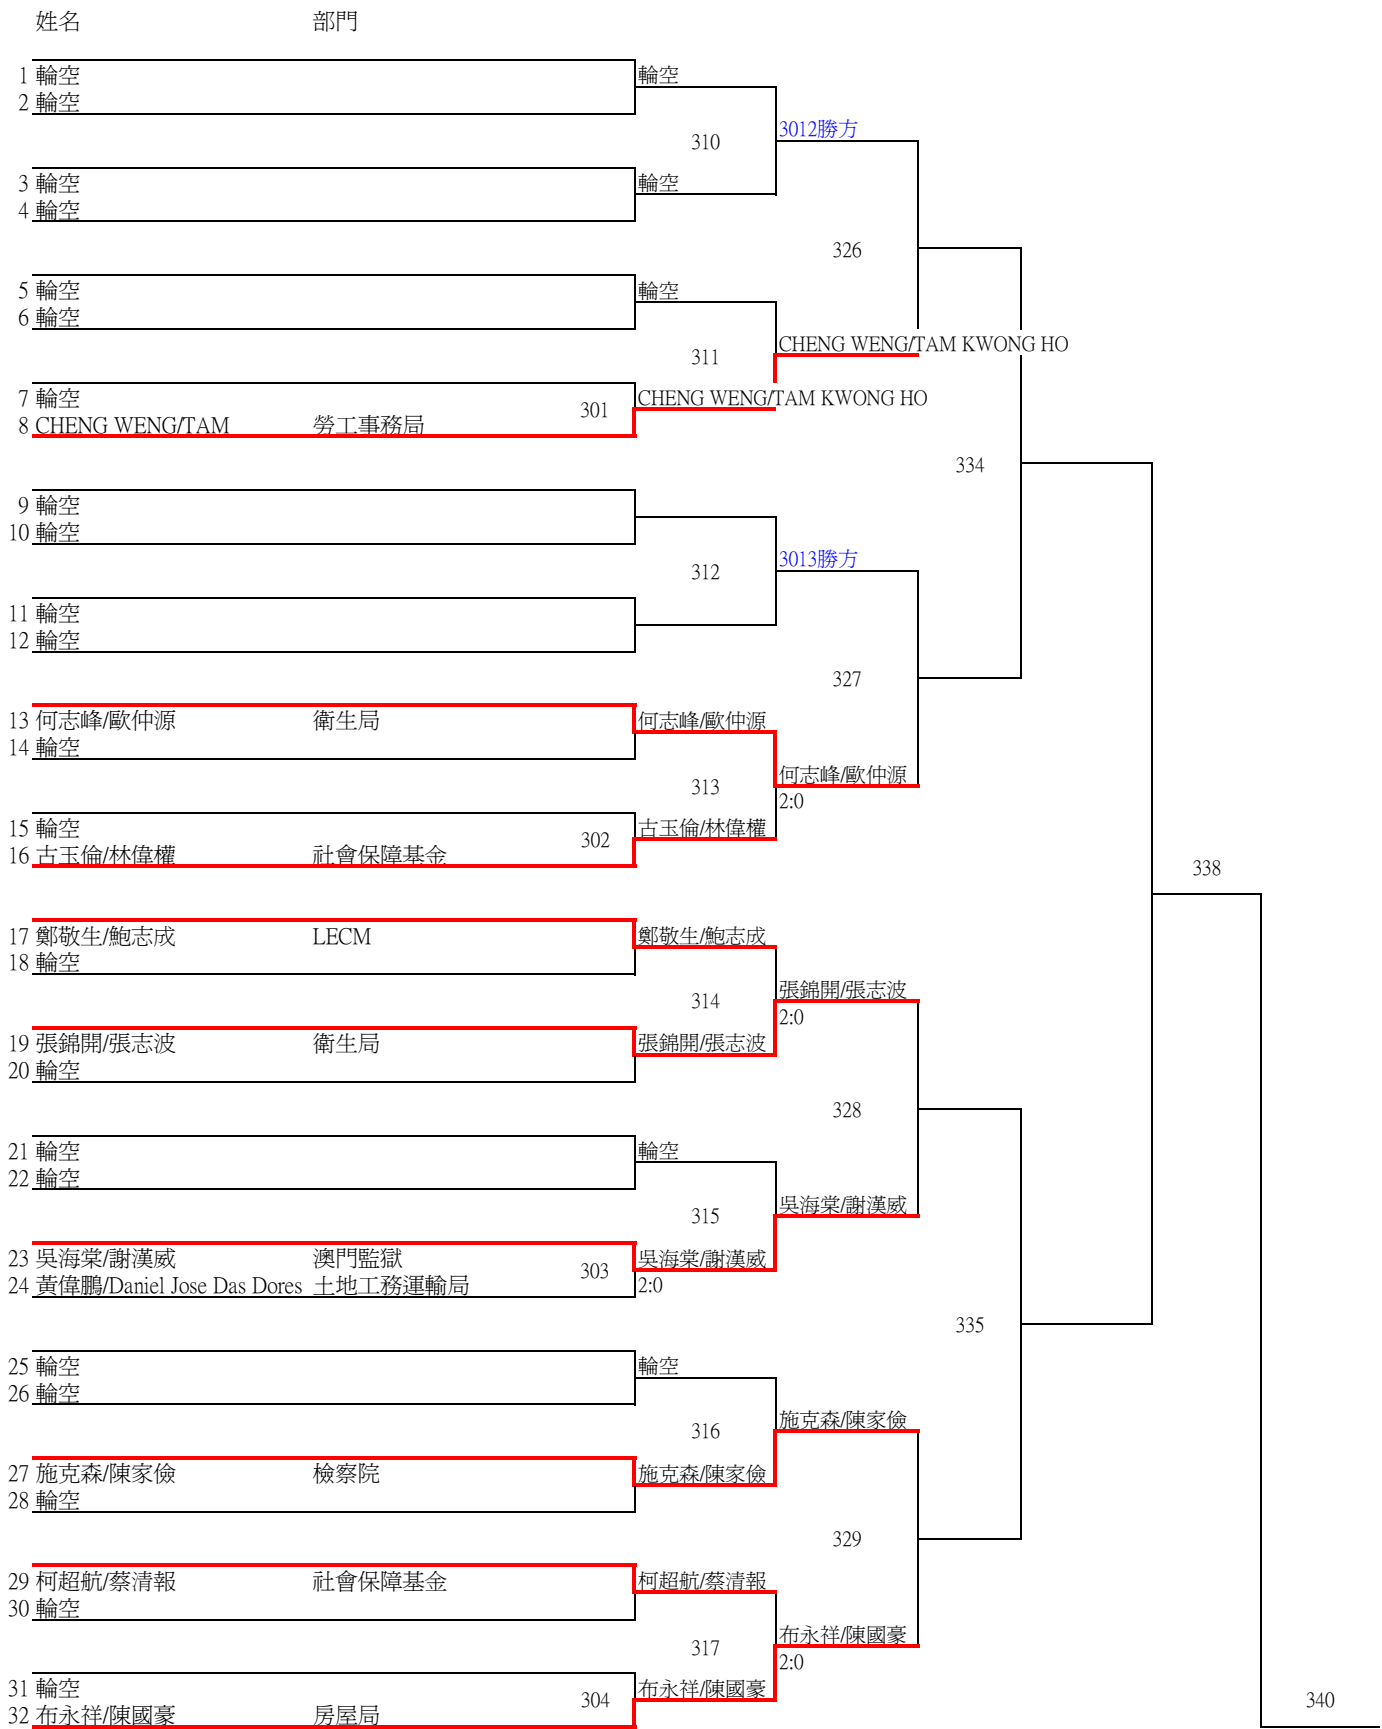 姓名 部門
1 輪空 輪空
2 輪空
3012勝方
310
3 輪空 輪空
4 輪空
326
5 輪空 輪空
6 輪空
CHENG WENG/TAM KWONG HO
311
7 輪空 CHENG WENG/TAM KWONG HO
301
8 CHENG WENG/TAM 勞工事務局
334
9 輪空
10 輪空
3013勝方
312
11 輪空
12 輪空
327
13 何志峰/歐仲源 衛生局 何志峰/歐仲源
14 輪空
何志峰/歐仲源
313
2:0
15 輪空 古玉倫/林偉權
302
16 古玉倫/林偉權 社會保障基金
338
17 鄭敬生/鮑志成 LECM 鄭敬生/鮑志成
18 輪空
張錦開/張志波
314
2:0
19 張錦開/張志波 衛生局 張錦開/張志波
20 輪空
328
21 輪空 輪空
22 輪空
吳海棠/謝漢威
315
23 吳海棠/謝漢威 澳門監獄 吳海棠/謝漢威
303
24 黃偉鵬/Daniel Jose Das Dores 土地工務運輸局 2:0
335
25 輪空 輪空
26 輪空
施克森/陳家儉
316
27 施克森/陳家儉 檢察院 施克森/陳家儉
28 輪空
329
29 柯超航/蔡清報 社會保障基金 柯超航/蔡清報
30 輪空
布永祥/陳國豪
317
2:0
31 輪空 布永祥/陳國豪
304 340
32 布永祥/陳國豪 房屋局